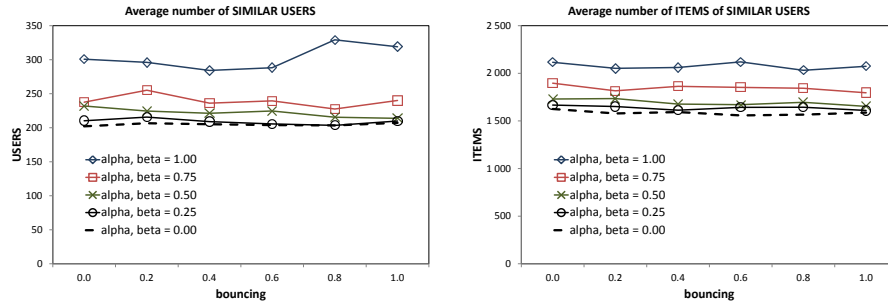 Average number of SIMILAR USERS
350
300
250
200
150
100
50
0
USERS
alpha, beta = 1.00
alpha, beta = 0.75
alpha, beta = 0.50
alpha, beta = 0.25
alpha, beta = 0.00
0.0 0.2 0.4 0.6 0.8 1.0
bouncing
Average number of ITEMS of SIMILAR USERS
2 500
2 000
1 500
1 000
500
0
ITEMS
alpha, beta = 1.00
alpha, beta = 0.75
alpha, beta = 0.50
alpha, beta = 0.25
alpha, beta = 0.00
0.0 0.2 0.4 0.6 0.8 1.0
bouncing